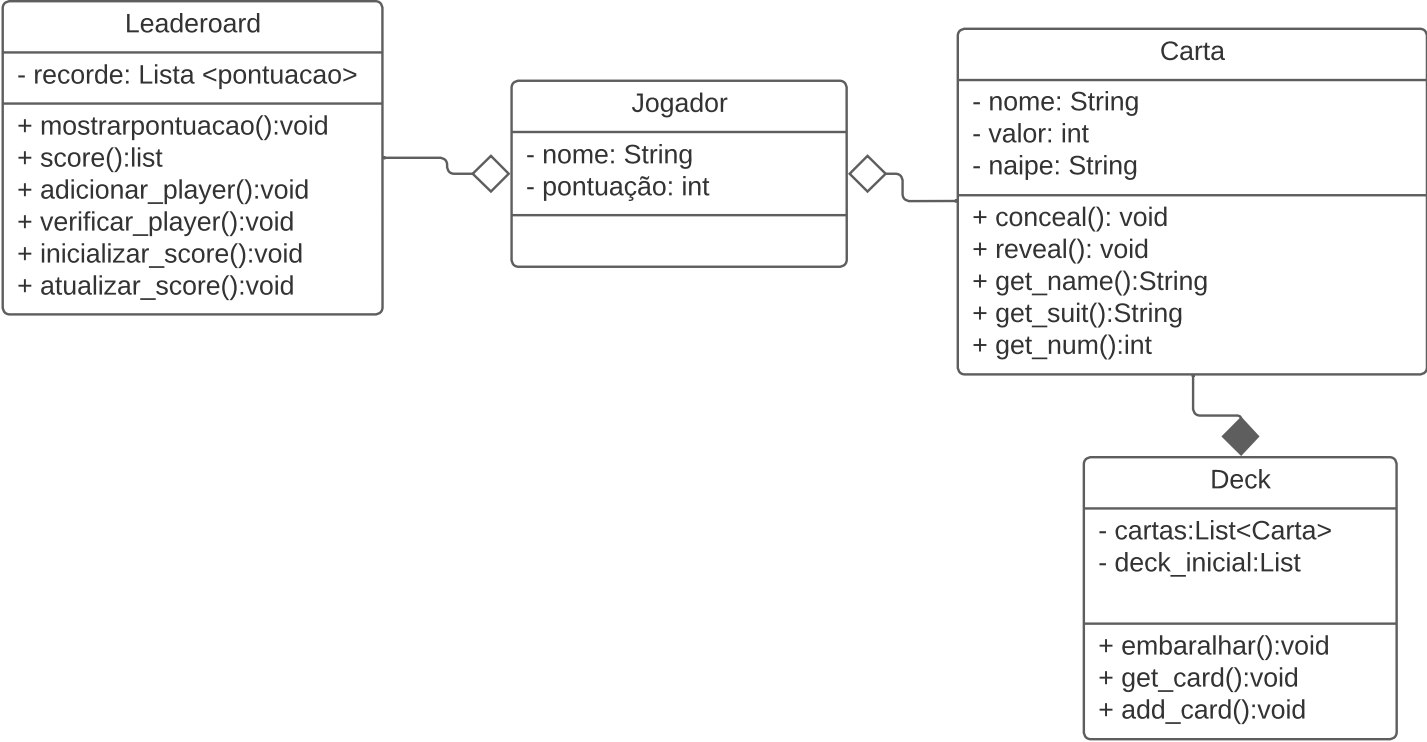 Leaderoard
- recorde: Lista <pontuacao>
+ mostrarpontuacao():void
+ score():list
+ adicionar_player():void
+ verificar_player():void
+ inicializar_score():void
+ atualizar_score():void
Jogador
- nome: String
- pontuação: int
Carta
- nome: String
- valor: int
- naipe: String
+ conceal(): void
+ reveal(): void
+ get_name():String
+ get_suit():String
+ get_num():int
Deck
- cartas:List<Carta>
- deck_inicial:List
+ embaralhar():void
+ get_card():void
+ add_card():void